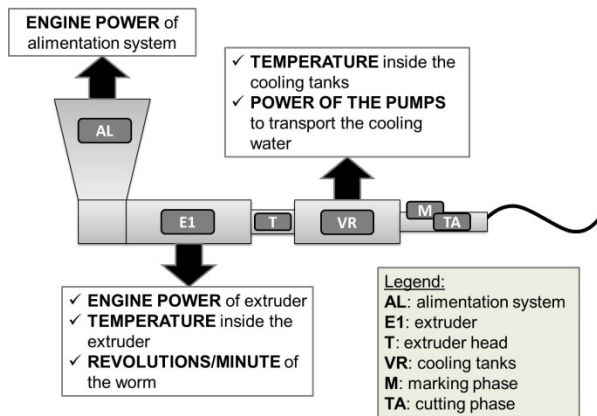 ENGINE POWER of
alimentation system
✓ TEMPERATURE inside the
cooling tanks
✓ POWER OF THE PUMPS
to transport the cooling
water
AL
E1
T
VR
M
TA
✓ ENGINE POWER of extruder
✓ TEMPERATURE inside the
extruder
✓ REVOLUTIONS/MINUTE of
the worm
Legend:
AL: alimentation system
E1: extruder
T: extruder head
VR: cooling tanks
M: marking phase
TA: cutting phase